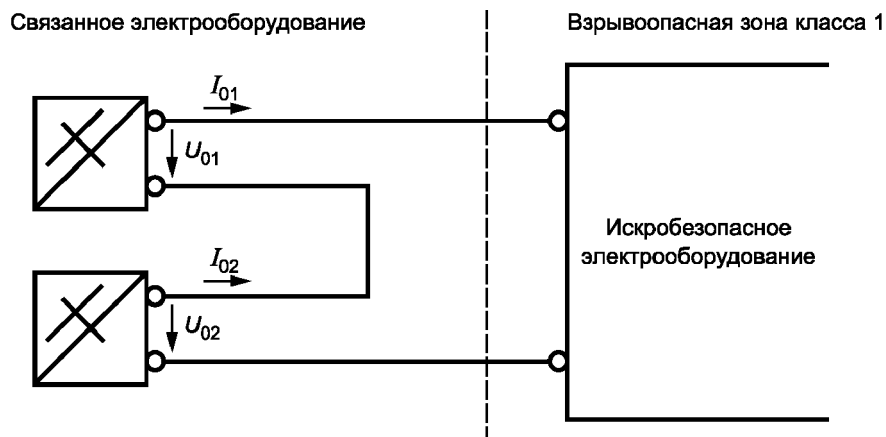 Связанное электрооборудование
Взрывоопасная зона класса 1
I01
U01
Искробезопасное
электрооборудование
I02
U02